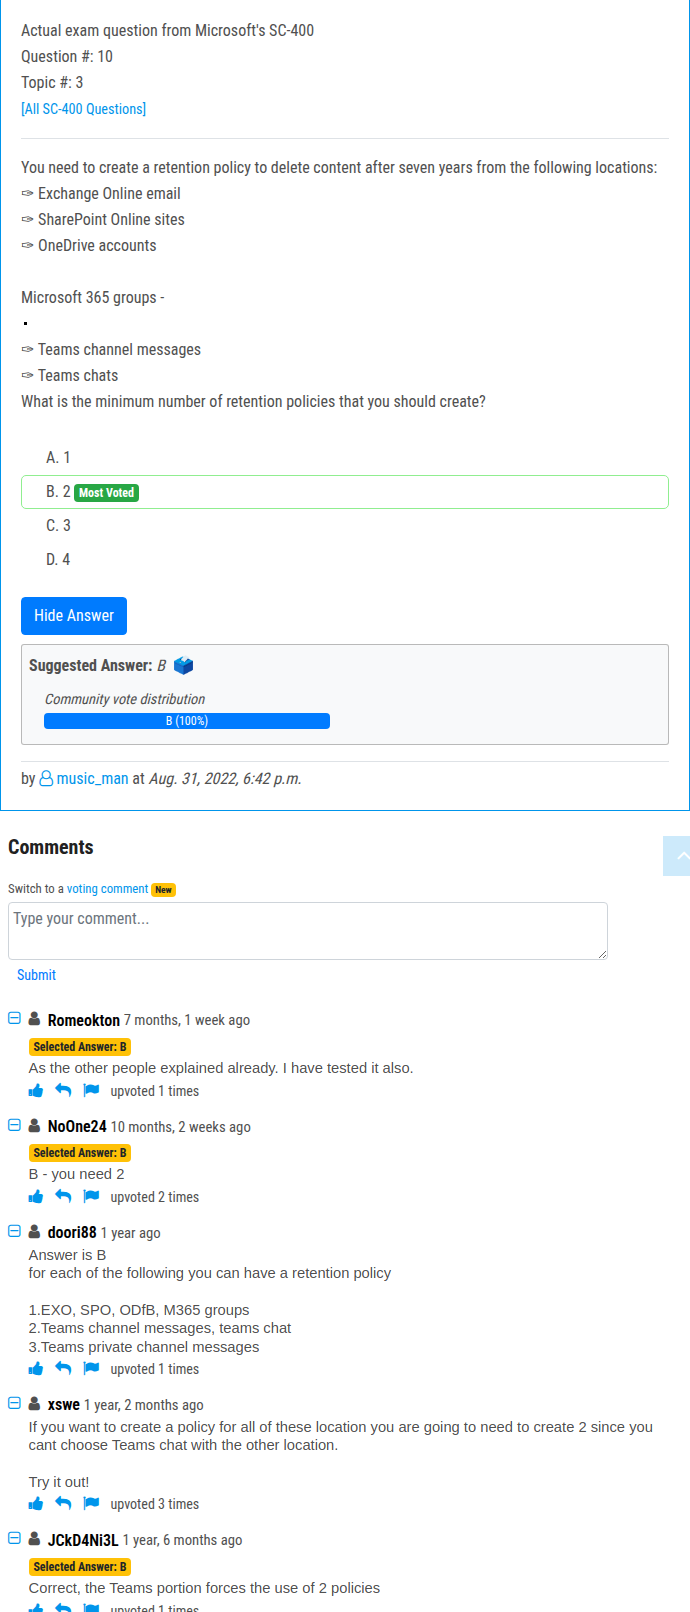 Actual exam question from Microsoft's SC-400
Question #: 10
Topic #: 3
[All SC-400 Questions]
You need to create a retention policy to delete content after seven years from the following locations:
✑ Exchange Online email
✑ SharePoint Online sites
✑ OneDrive accounts
Microsoft 365 groups -
▪
✑ Teams channel messages
✑ Teams chats
What is the minimum number of retention policies that you should create?
A. 1
B. 2 Most Voted
C. 3
D. 4
Hide Answer
Suggested Answer: B
Community vote distribution
B (100%)
by music_man at Aug. 31, 2022, 6:42 p.m.
Comments
Switch to a voting comment New
Type your comment...
Submit
Romeokton 7 months, 1 week ago
Selected Answer: B
As the other people explained already. I have tested it also.
upvoted 1 times
NoOne24 10 months, 2 weeks ago
Selected Answer: B
B - you need 2
upvoted 2 times
doori88 1 year ago
Answer is B
for each of the following you can have a retention policy
1.EXO, SPO, ODfB, M365 groups
2.Teams channel messages, teams chat
3.Teams private channel messages
upvoted 1 times
xswe 1 year, 2 months ago
If you want to create a policy for all of these location you are going to need to create 2 since you
cant choose Teams chat with the other location.
Try it out!
upvoted 3 times
JCkD4Ni3L 1 year, 6 months ago
Selected Answer: B
Correct, the Teams portion forces the use of 2 policies
upvoted 1 times